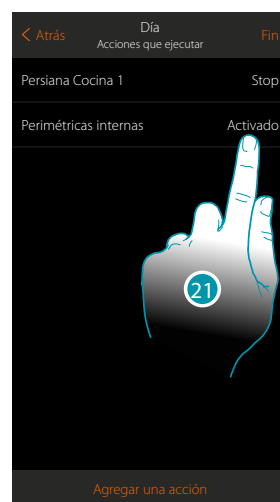 Día
Atrás Acciones que ejecutar Fin
Persiana Cocina 1 Stop
Perimétricas internas Activado
21
Agregar una acción